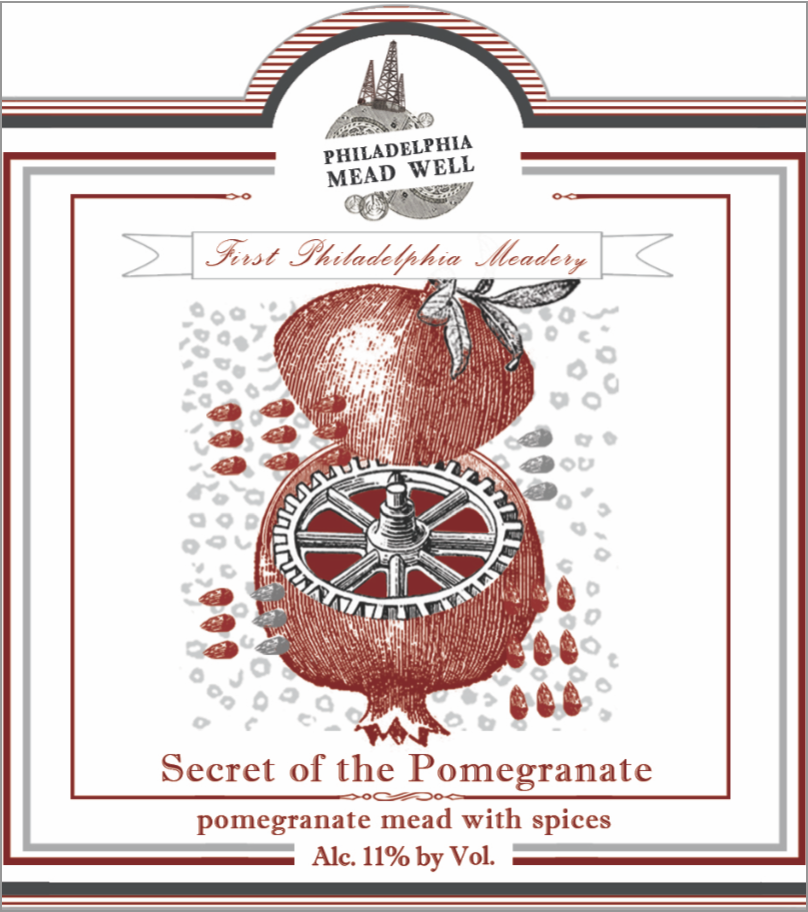 PHILADELPHIA
MEAD WELL
First Philadelphia Meadery
Secret of the Pomegranate
pomegranate mead with spices
Alc. 11% by Vol.